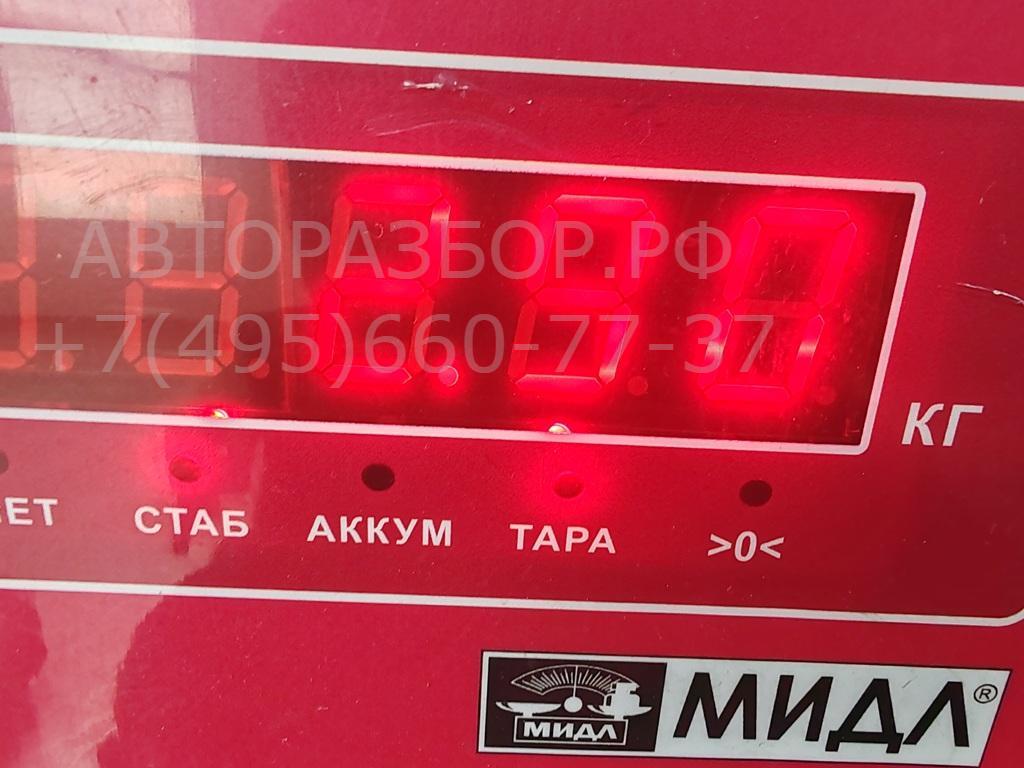 АВТОРАЗБОР.РФ
+7(495)660-77-37
КГ
СТАБ АККУМ ТАРА >0<
МИДЛ МИДЛ®